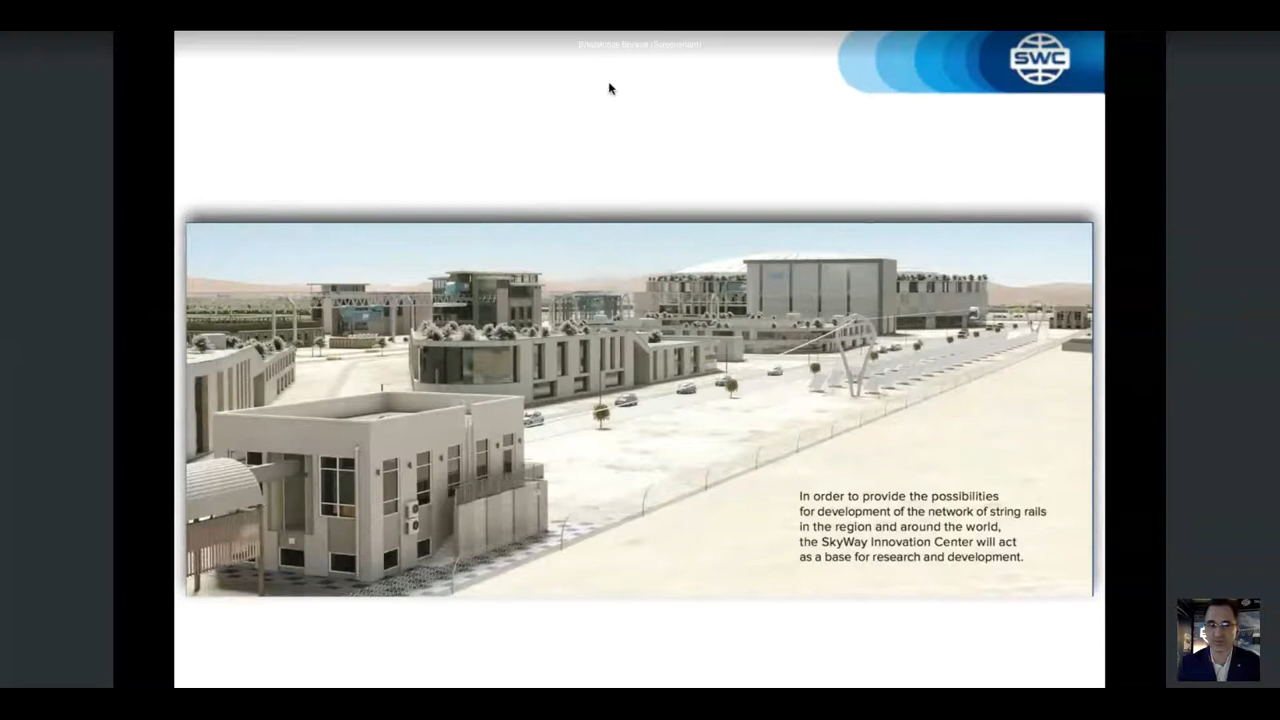 SWC
In order to provide the possibilities
for development of the network of string rails
in the region and around the world,
the SkyWay Innovation Center will act
as a base for research and development.